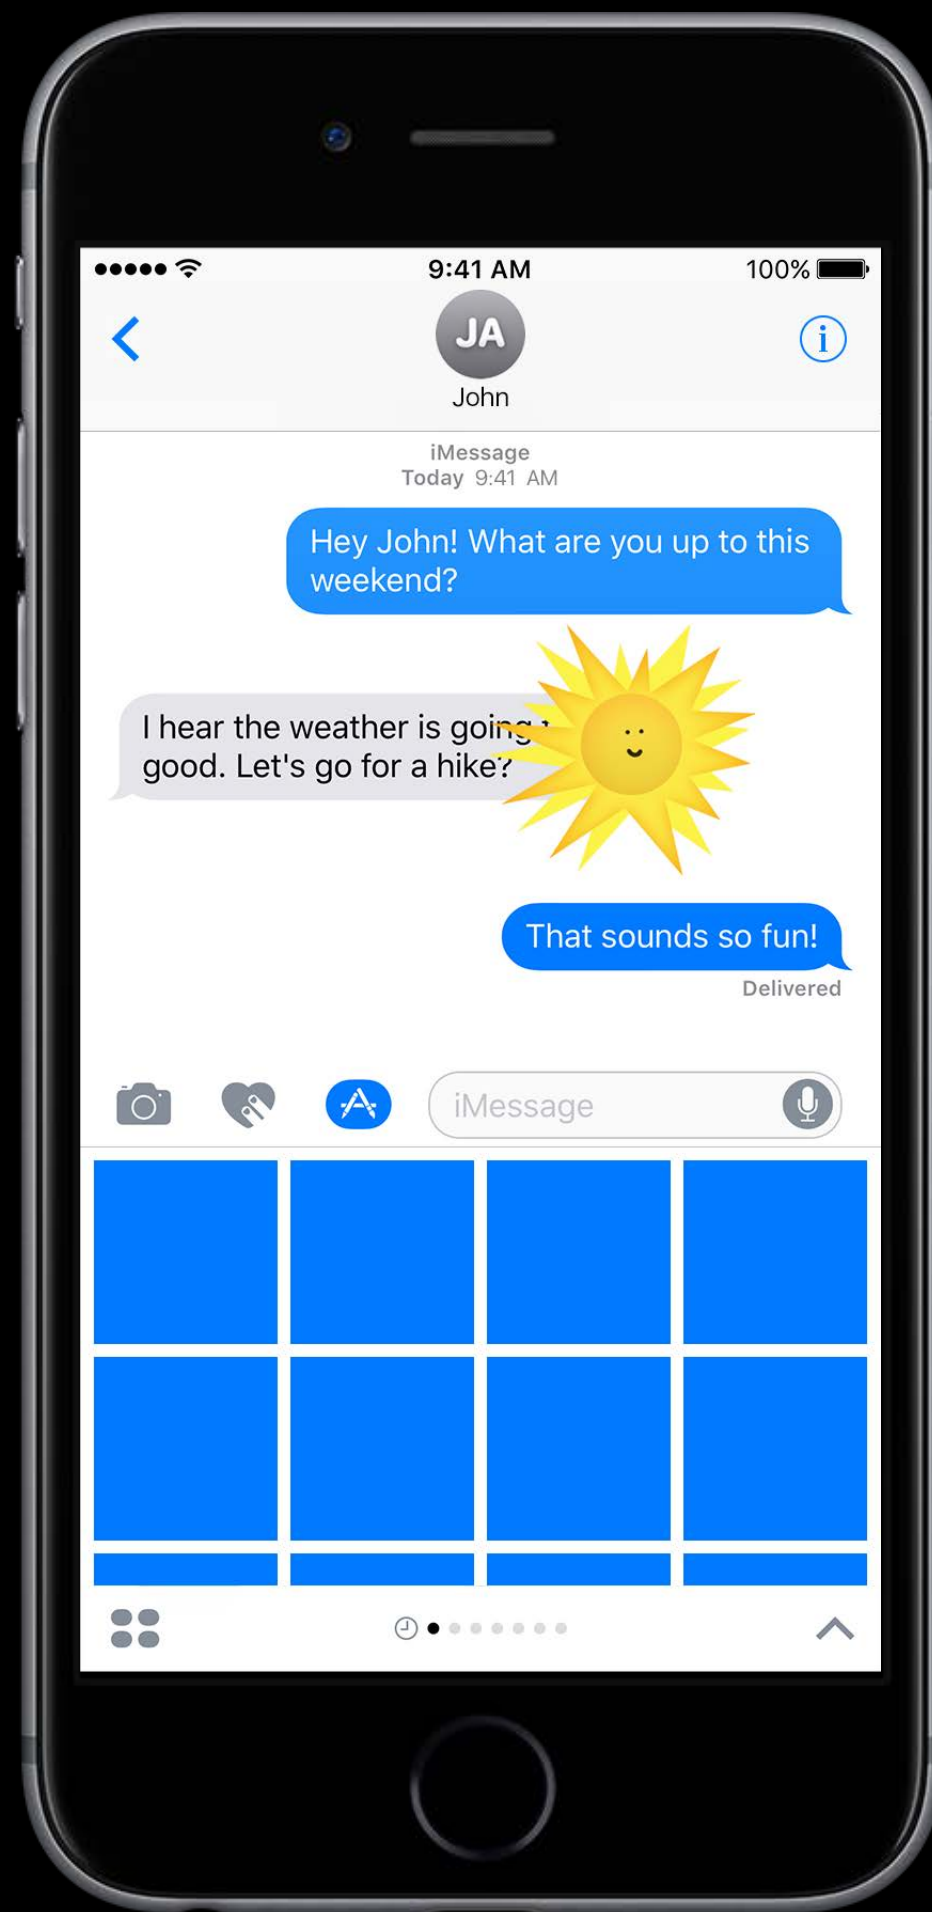 9:41 AM
100%
JA
John
iMessage
Today 9:41 AM
Hey John! What are you up to this
weekend?
I hear the weather is going
good. Let's go for a hike?
That sounds so fun!
Delivered
iMessage